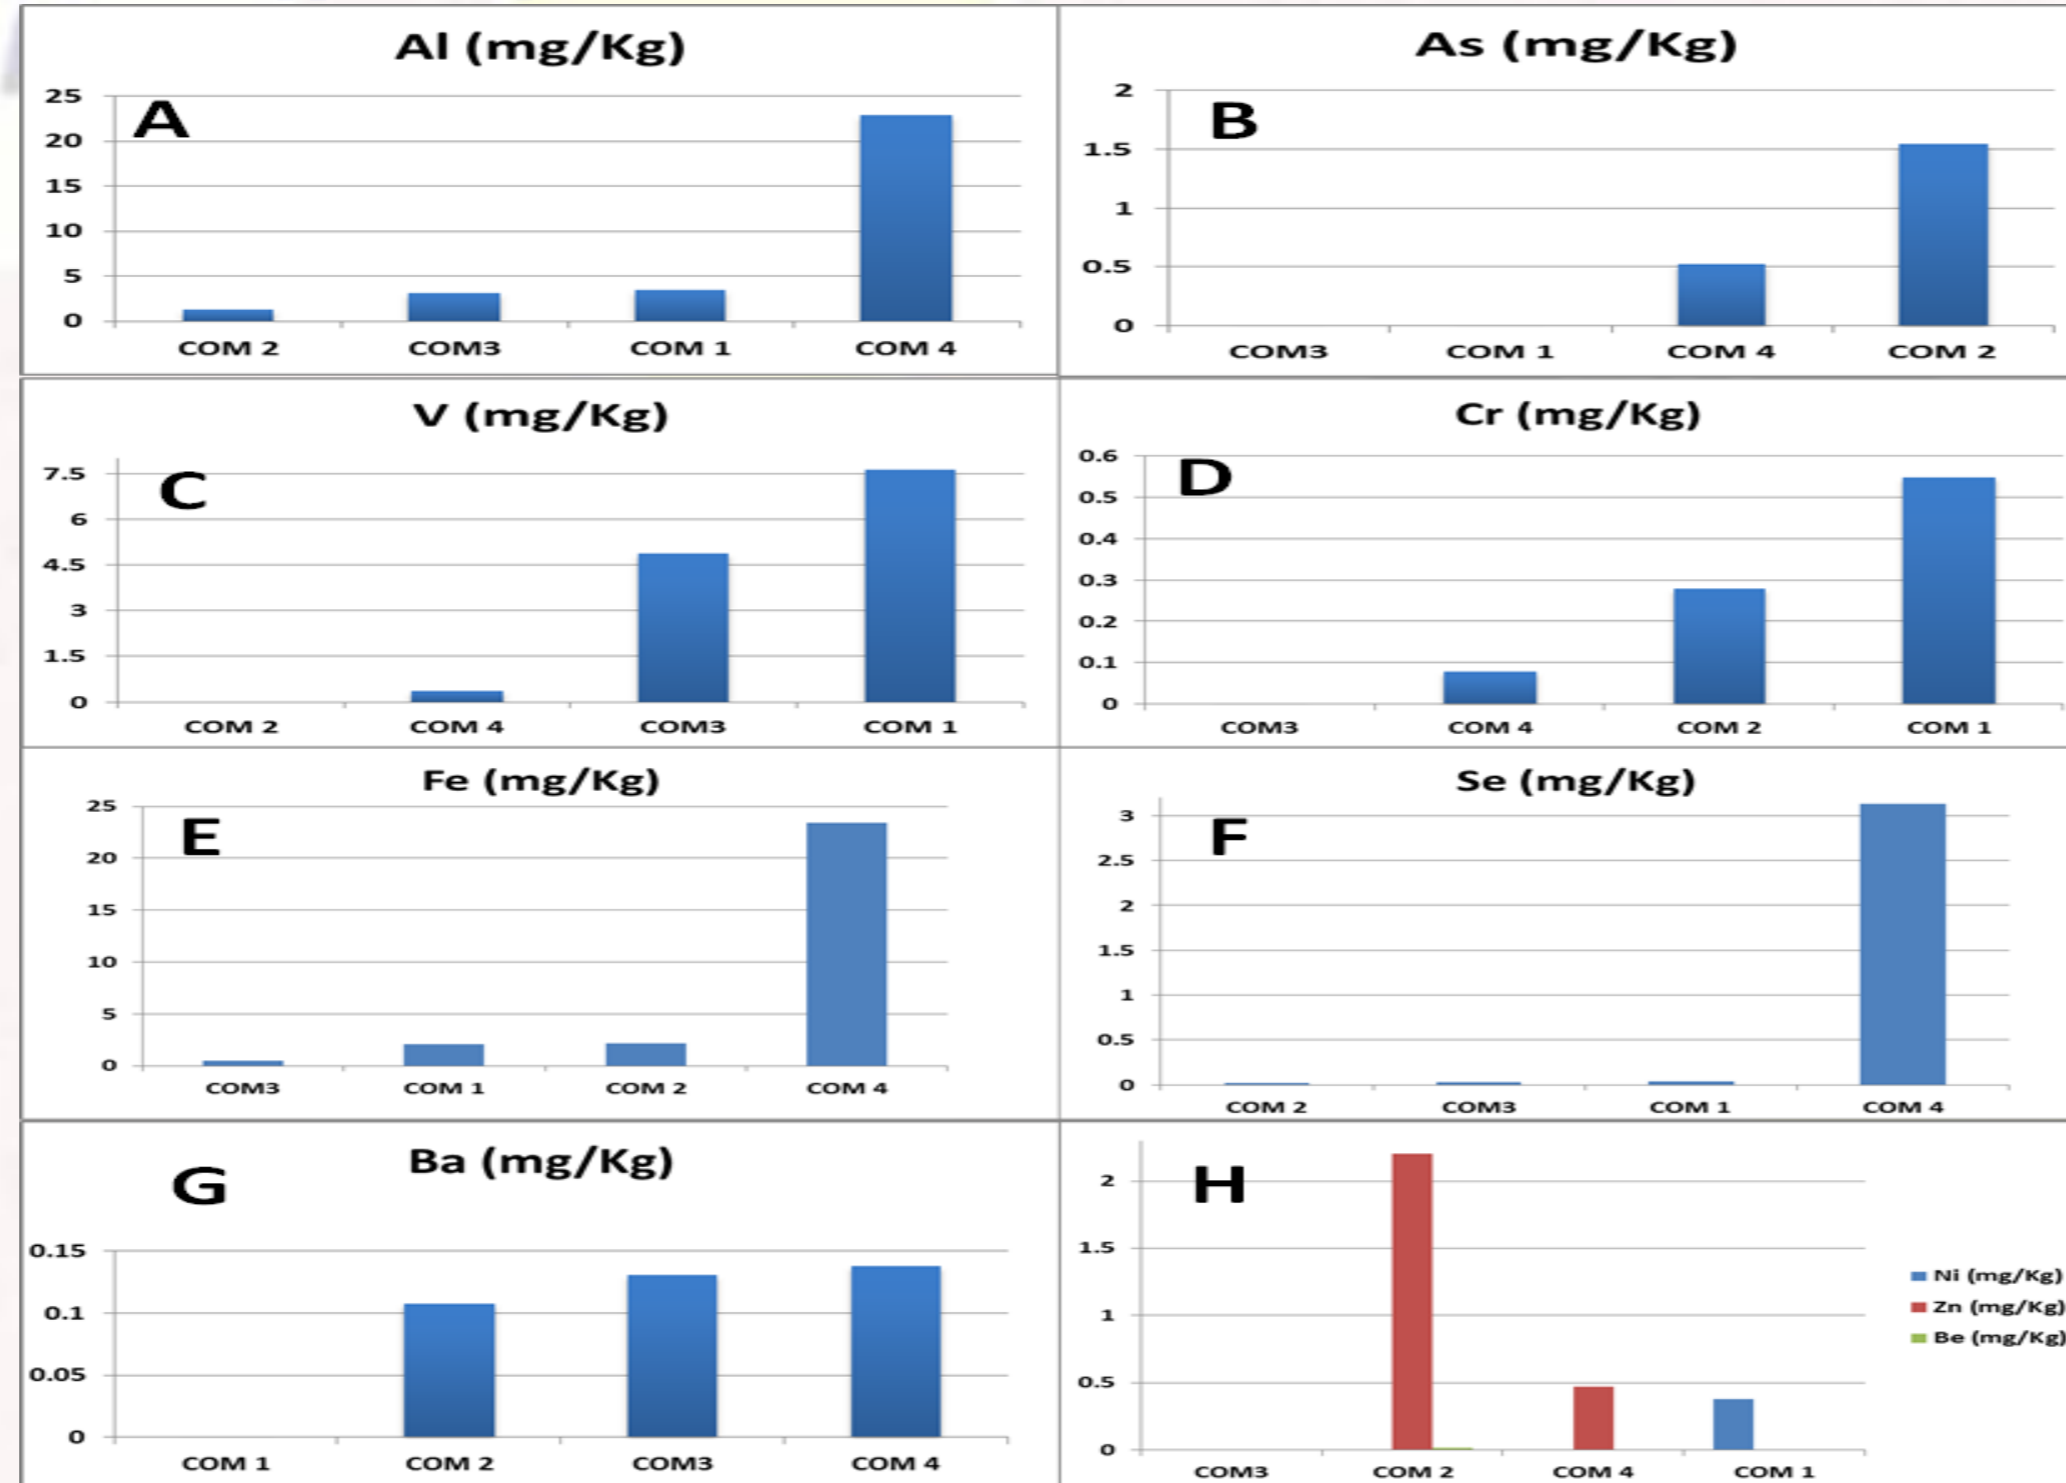 Al (mg/Kg)
A
25
20
15
10
5
0
COM 2 COM3 COM 1 COM 4
As (mg/Kg)
B
2
1.5
1
0.5
0
COM3 COM 1 COM 4 COM 2
V (mg/Kg)
C
7.5
6
4.5
3
1.5
0
COM 2 COM 4 COM3 COM 1
Cr (mg/Kg)
D
0.6
0.5
0.4
0.3
0.2
0.1
0
COM3 COM 4 COM 2 COM 1
Fe (mg/Kg)
E
25
20
15
10
5
0
COM3 COM 1 COM 2 COM 4
Se (mg/Kg)
F
3
2.5
2
1.5
1
0.5
0
COM 2 COM3 COM 1 COM 4
Ba (mg/Kg)
G
0.15
0.1
0.05
0
COM 1 COM 2 COM3 COM 4
H
2
1.5
1
0.5
0
COM3 COM 2 COM 4 COM 1
Ni (mg/Kg)
Zn (mg/Kg)
Be (mg/Kg)